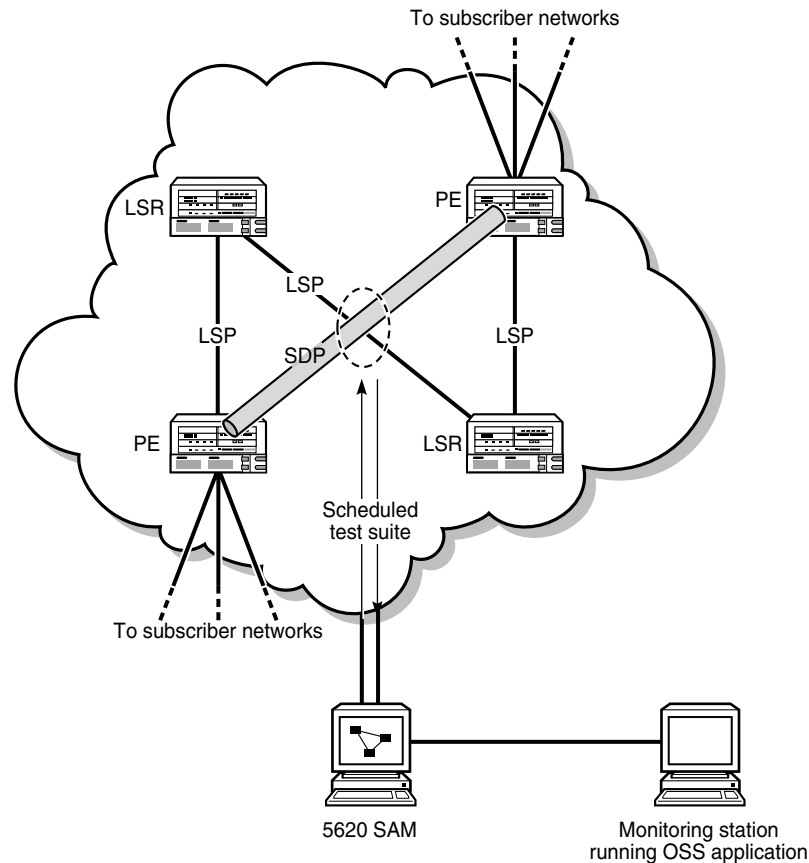 To subscriber networks
LSR
PE
LSP
LSP
LSP
SDP
PE
LSR
Scheduled
test suite
To subscriber networks
5620 SAM
Monitoring station
running OSS application